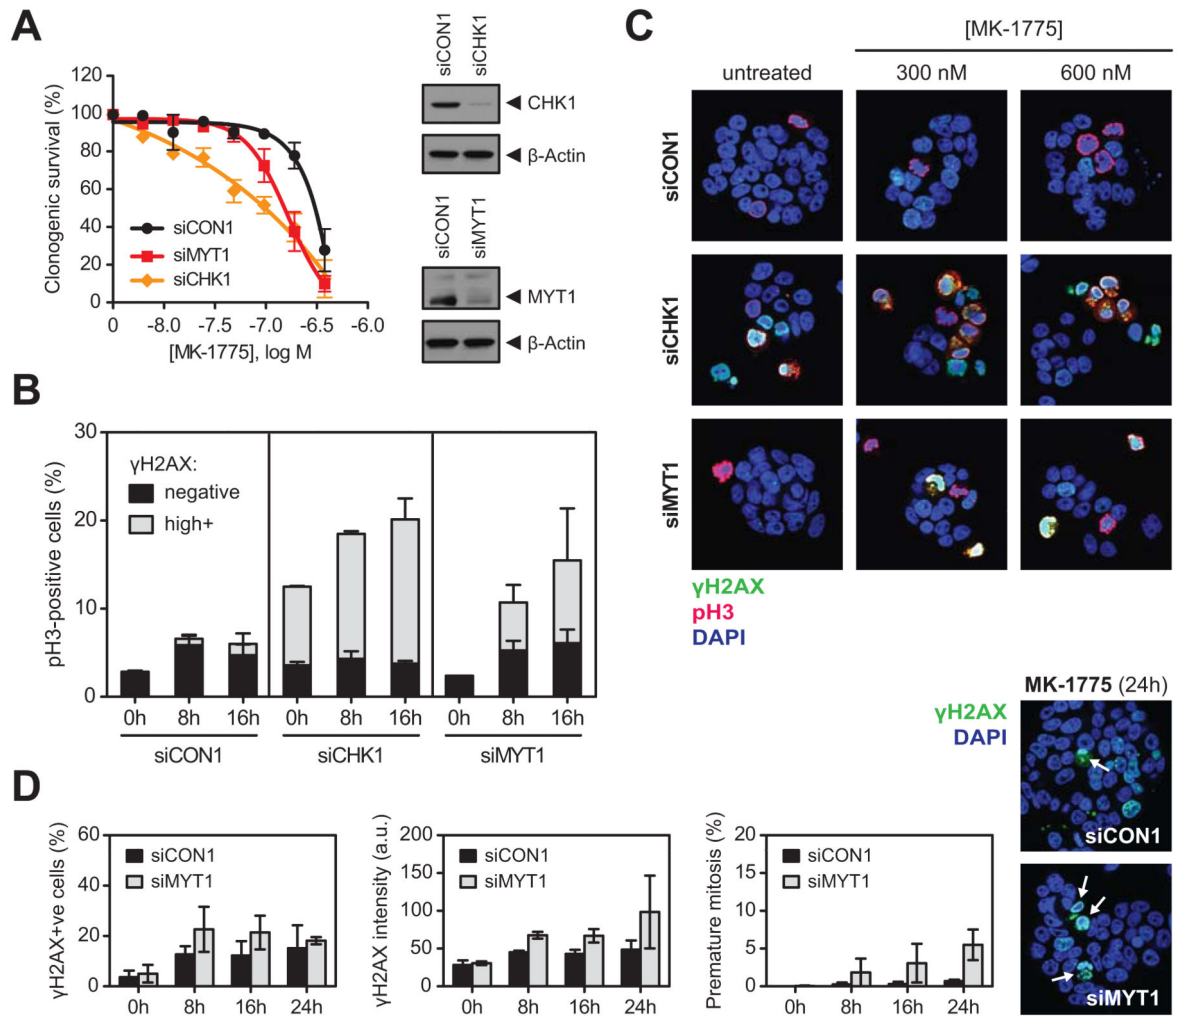 A
Clonogenic survival (%)
120
100
80
60
40
20
0
siCON1
siMYT1
siCHK1
0 -8.0 -7.5 -7.0 -6.5 -6.0
[MK-1775], log M
siCON1 siCHK1
CHK1
β-Actin
siCON1 siMYT1
MYT1
β-Actin
B
pH3-positive cells (%)
30
20
10
0
γH2AX:
negative
high+
0h 8h 16h 0h 8h 16h 0h 8h 16h
siCON1 siCHK1 siMYT1
C
[MK-1775]
untreated 300 nM 600 nM
siCON1
siCHK1
siMYT1
γH2AX
pH3
DAPI
D
γH2AX+ve cells (%)
60
40
20
0
siCON1
siMYT1
0h 8h 16h 24h
γH2AX intensity (a.u.)
200
150
100
50
0
siCON1
siMYT1
0h 8h 16h 24h
Premature mitosis (%)
20
15
10
5
0
siCON1
siMYT1
0h 8h 16h 24h
MK-1775 (24h)
γH2AX
DAPI
siCON1
siMYT1